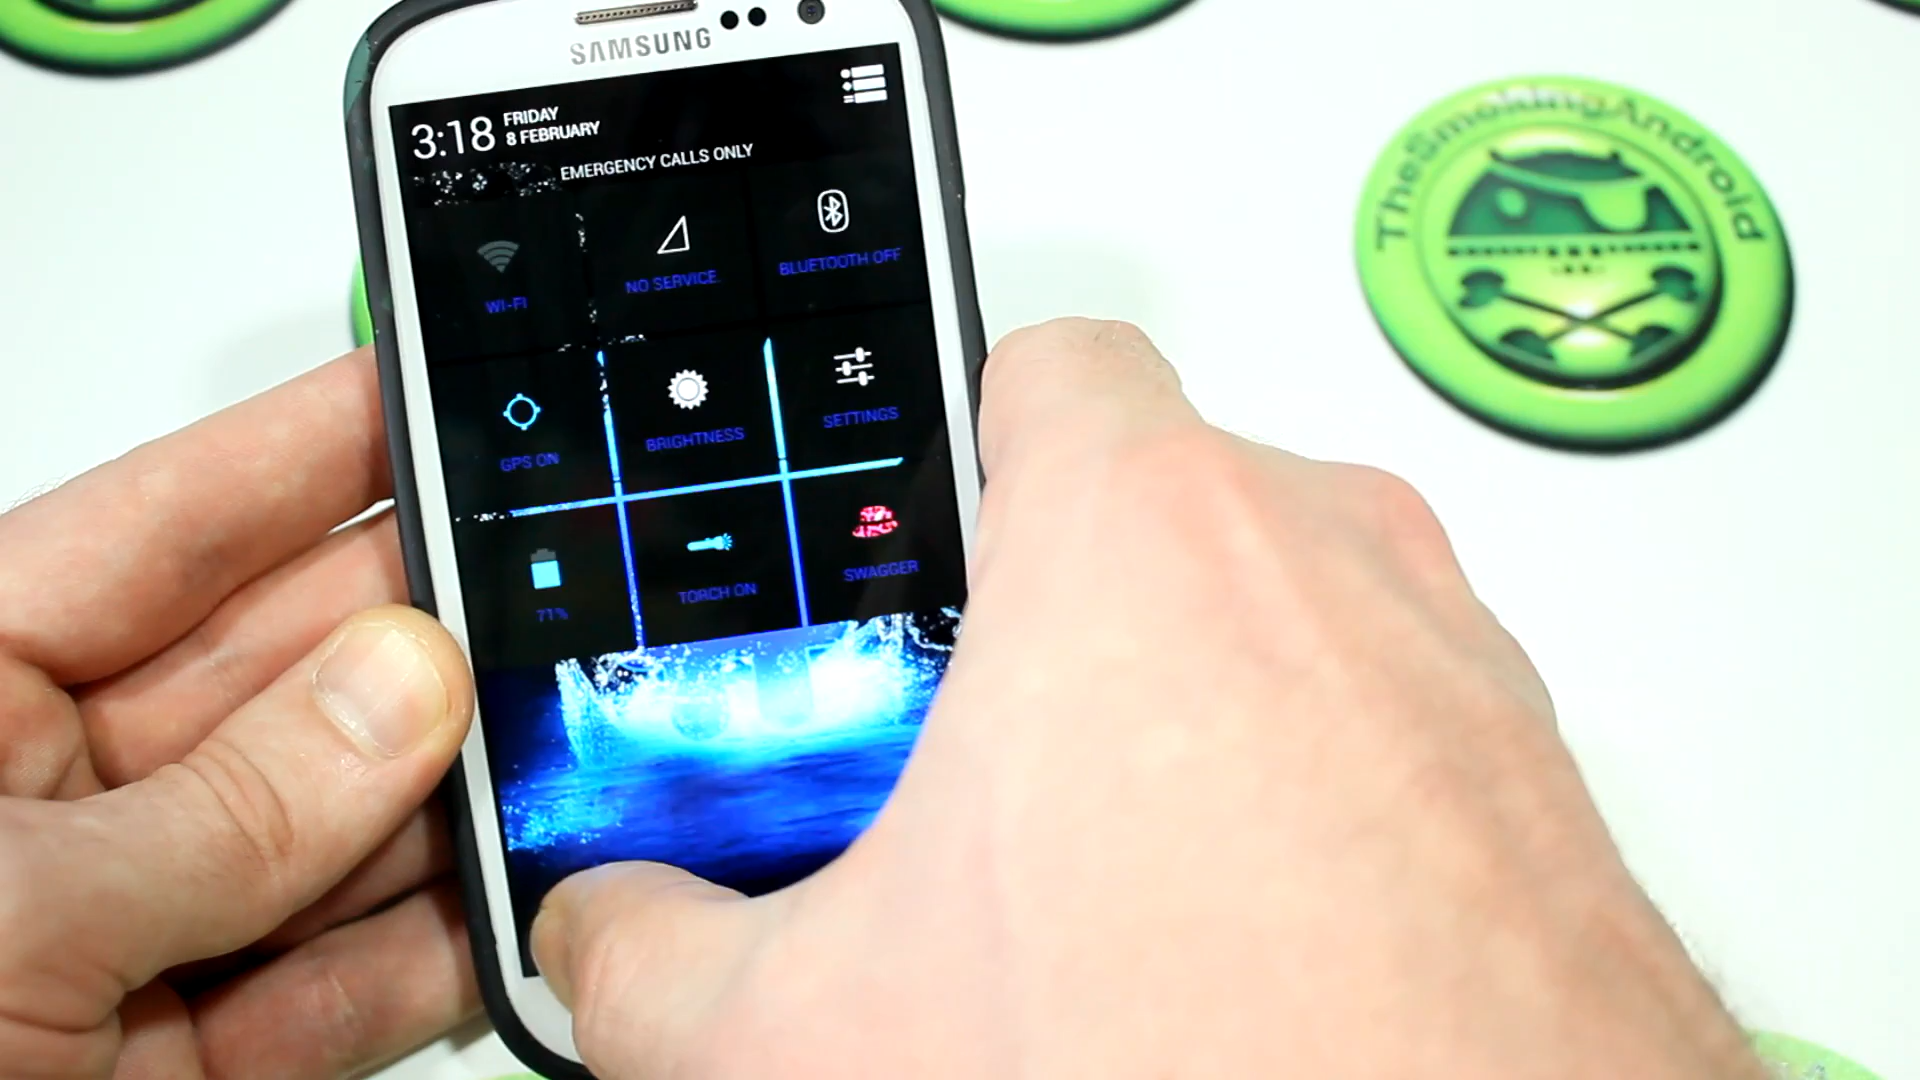 SAMSUNG
3:18 FRIDAY
8 FEBRUARY
EMERGENCY CALLS ONLY
WI-FI
NO SERVICE.
BLUETOOTH OFF
GPS ON
BRIGHTNESS
SETTINGS
71%
TORCH ON
SWAGGER
TheSmokingAndroid